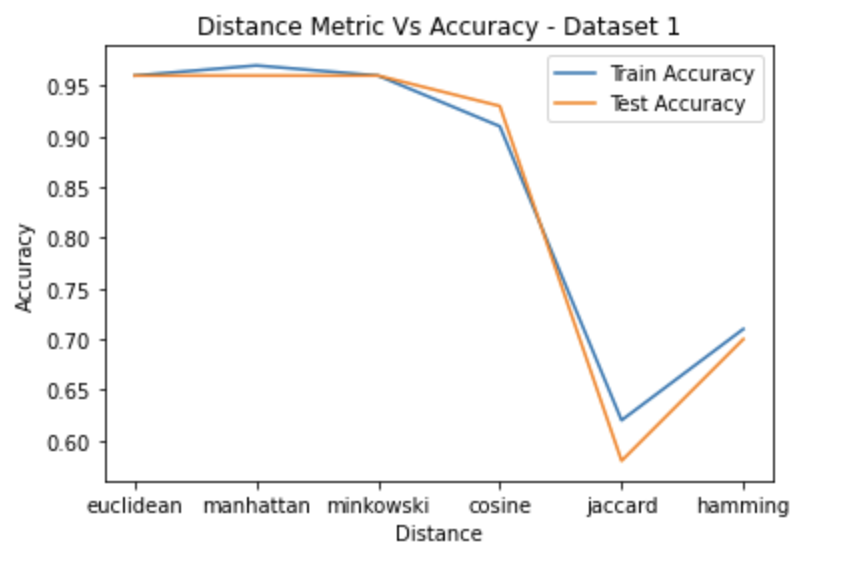 Distance Metric Vs Accuracy - Dataset 1
Train Accuracy
Test Accuracy
0.95
0.90
0.85
0.80
0.75
0.70
0.65
0.60
Accuracy
euclidean manhattan minkowski cosine jaccard hamming
Distance